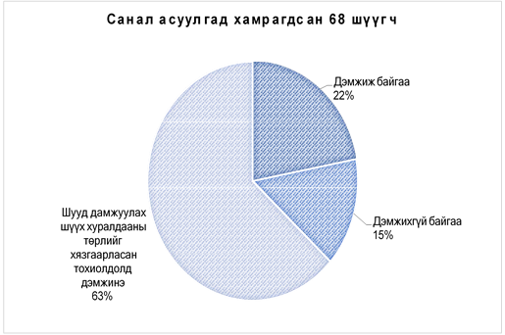 Санал асуулгад хамрагдсан 68 шүүгч
Дэмжиж байгаа
22%
Дэмжихгүй байгаа
15%
Шууд дамжуулах
шүүх хуралдааны
төрлийг
хязгаарласан
тохиолдолд
дэмжинэ
63%